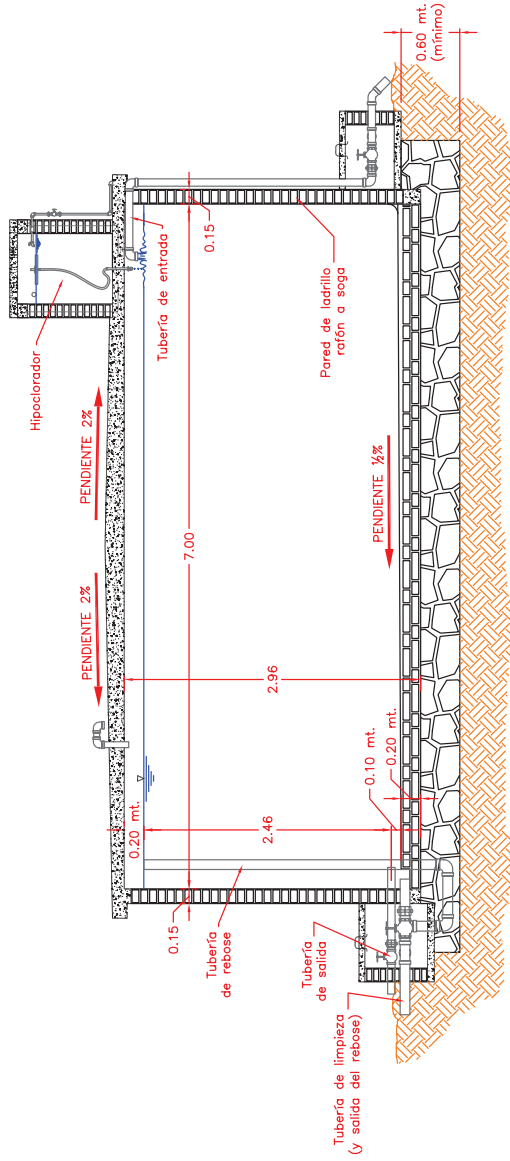 Hipoclorador
PENDIENTE 2%
PENDIENTE 2%
0.20 mt.
Tubería de entrada
0.15
7.00
0.15
2.96
2.46
Pared de ladrillo
rafón a soga
PENDIENTE ½%
0.10 mt.
0.20 mt.
0.60 mt.
(mínimo)
Tubería
de rebose
Tubería
de salida
Tubería de limpieza
(y salida del rebose)